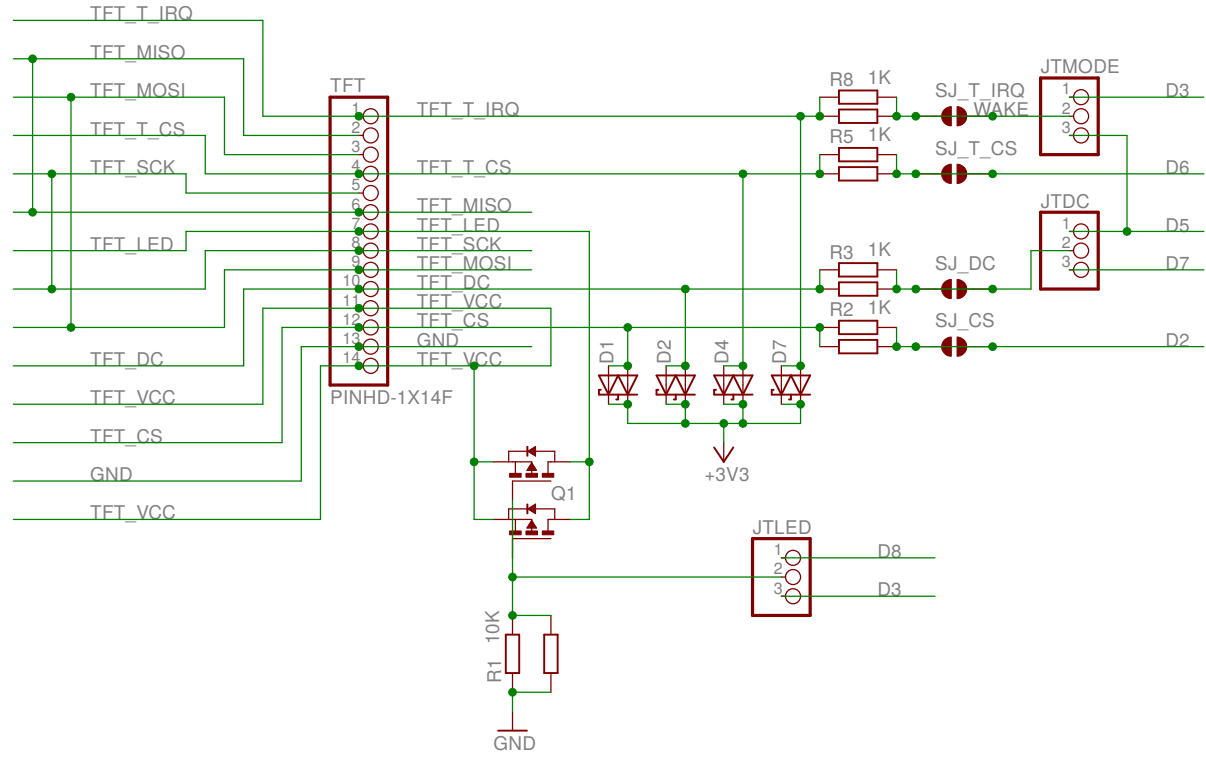 TFT_T_IRQ
TFT_MISO
TFT_MOSI
TFT_T_CS
TFT_SCK
TFT_LED
TFT_DC
TFT_VCC
TFT_CS
GND
TFT_VCC
TFT
1
2
3
4
5
6
7
8
9
10
11
12
13
14
PINHD-1X14F
TFT_T_IRQ
TFT_T_CS
TFT_MISO
TFT_LED
TFT_SCK
TFT_MOSI
TFT_DC
TFT_VCC
TFT_CS
GND
TFT_VCC
R8 1K
R5 1K
R3 1K
R2 1K
SJ_T_IRQ
WAKE
SJ_T_CS
SJ_DC
SJ_CS
JTMODE
1
2
3
JTDC
1
2
3
D3
D6
D5
D7
D2
D1
D2
D4
D7
+3V3
Q1
JTLED
1
2
3
D8
D3
R1 10K
GND